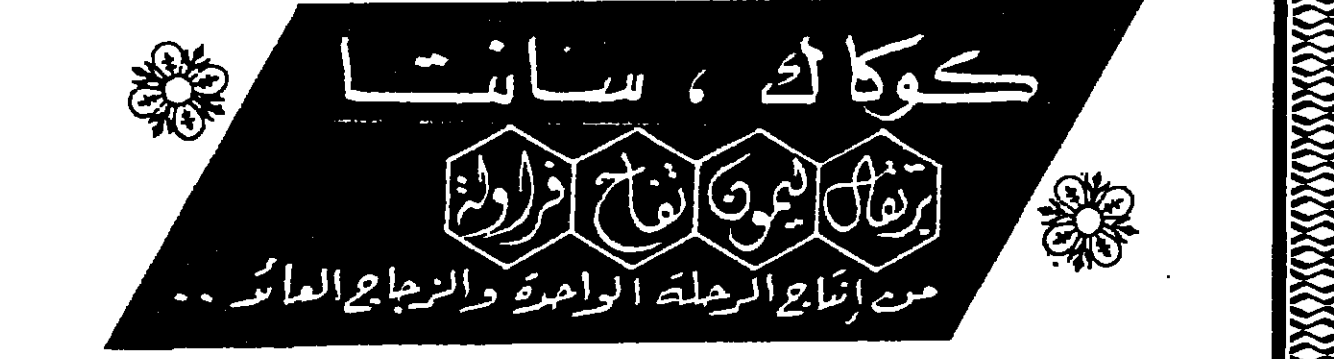 كوكاك ، سانتا
برتقال ليمون تفاح فراولة
من إنتاج الرحلة الواحدة والزجاج العائد ..